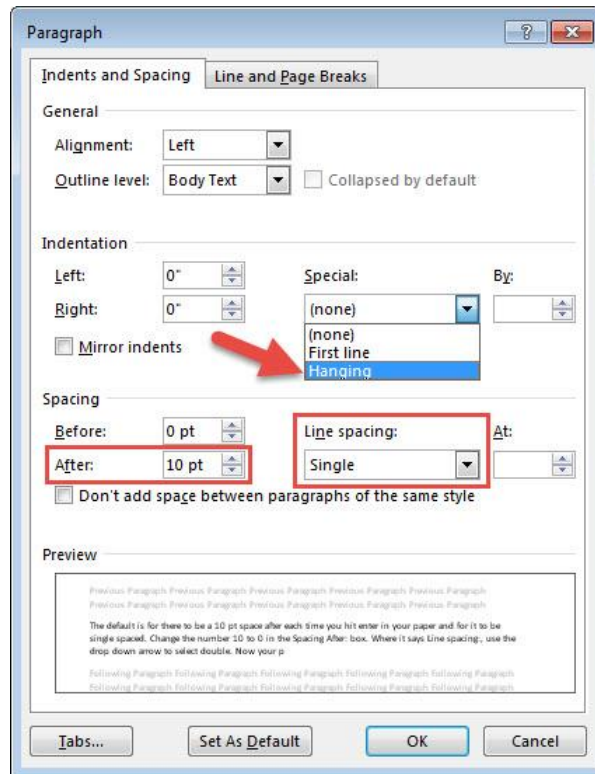 Paragraph
Indents and Spacing Line and Page Breaks
General
Alignment: Left
Outline level: Body Text Collapsed by default
Indentation
Left: 0" Special: By:
Right: 0" (none)
Mirror indents (none)
First line
Hanging
Spacing
Before: 0 pt Line spacing: At:
After: 10 pt Single
Don't add space between paragraphs of the same style
Preview
Previous Paragraph Previous Paragraph Previous Paragraph Previous Paragraph Previous Paragraph
Previous Paragraph Previous Paragraph Previous Paragraph Previous Paragraph Previous Paragraph
The default is for there to be a 10 pt space after each time you hit enter in your paper and for it to be
single spaced. Change the number 10 to 0 in the Spacing After: box. Where it says Line spacing:, use the
drop down arrow to select double. Now your p
Following Paragraph Following Paragraph Following Paragraph Following Paragraph Following Paragraph
Following Paragraph Following Paragraph Following Paragraph Following Paragraph Following Paragraph
Tabs... Set As Default OK Cancel